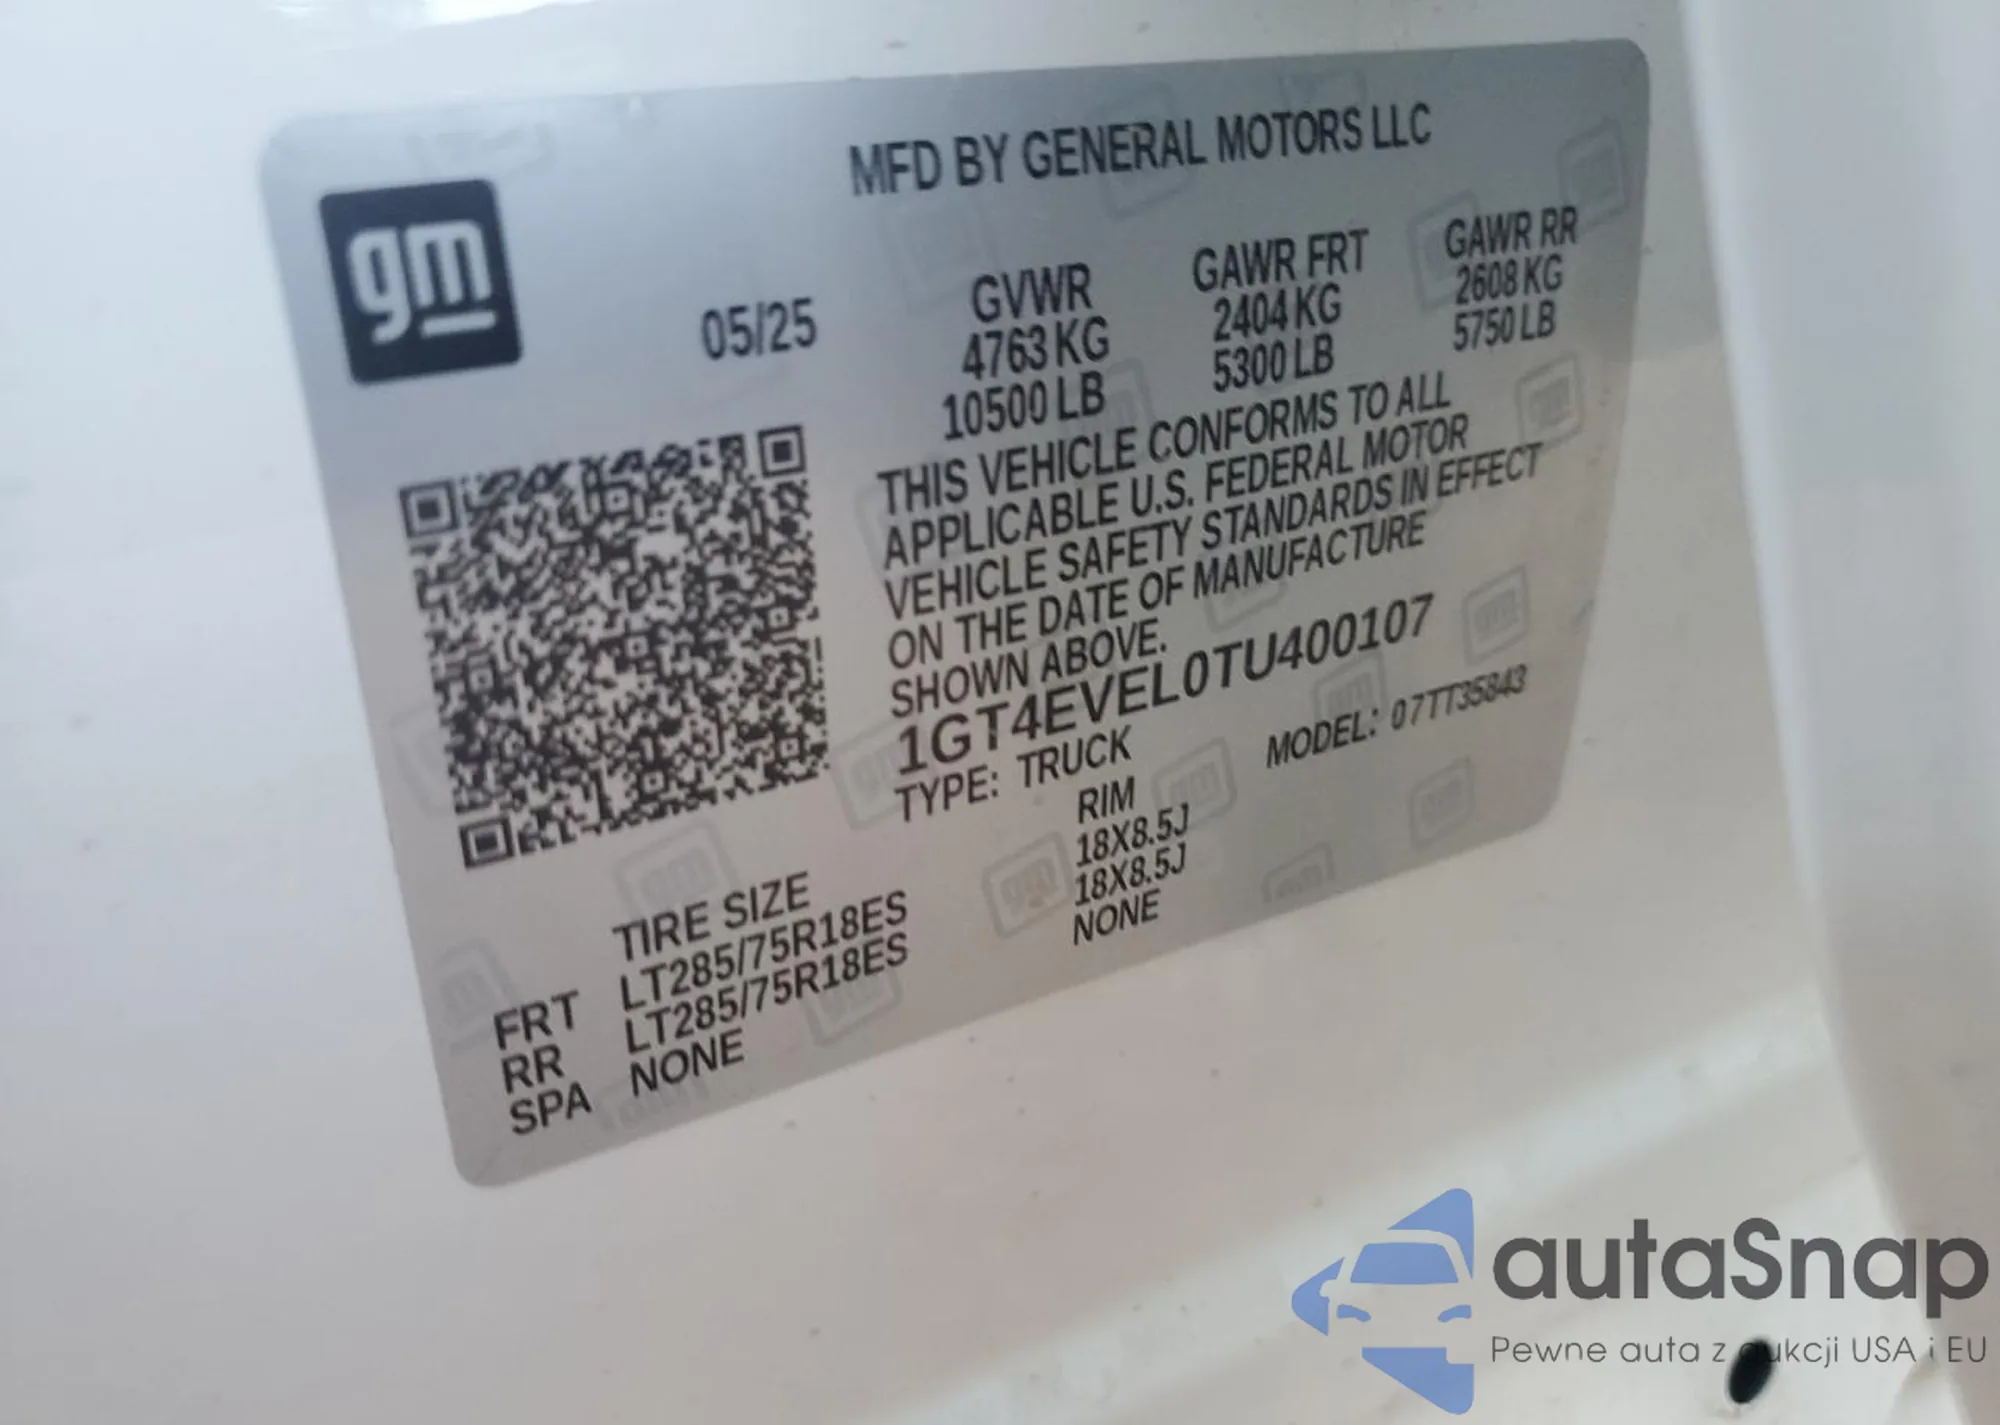 MFD BY GENERAL MOTORS LLC
gm
05/25
GVWR GAWR FRT GAWR RR
4763 KG 2404 KG 2608 KG
10500 LB 5300 LB 5750 LB
THIS VEHICLE CONFORMS TO ALL
APPLICABLE U.S. FEDERAL MOTOR
VEHICLE SAFETY STANDARDS IN EFFECT
ON THE DATE OF MANUFACTURE
SHOWN ABOVE.
1GT4EVEL0TU400107
TYPE: TRUCK MODEL: 07TT35843
TIRE SIZE RIM
FRT LT285/75R18ES 18X8.5J
RR LT285/75R18ES 18X8.5J
SPA NONE NONE
autaSnap
Pewne auta z aukcji USA i EU